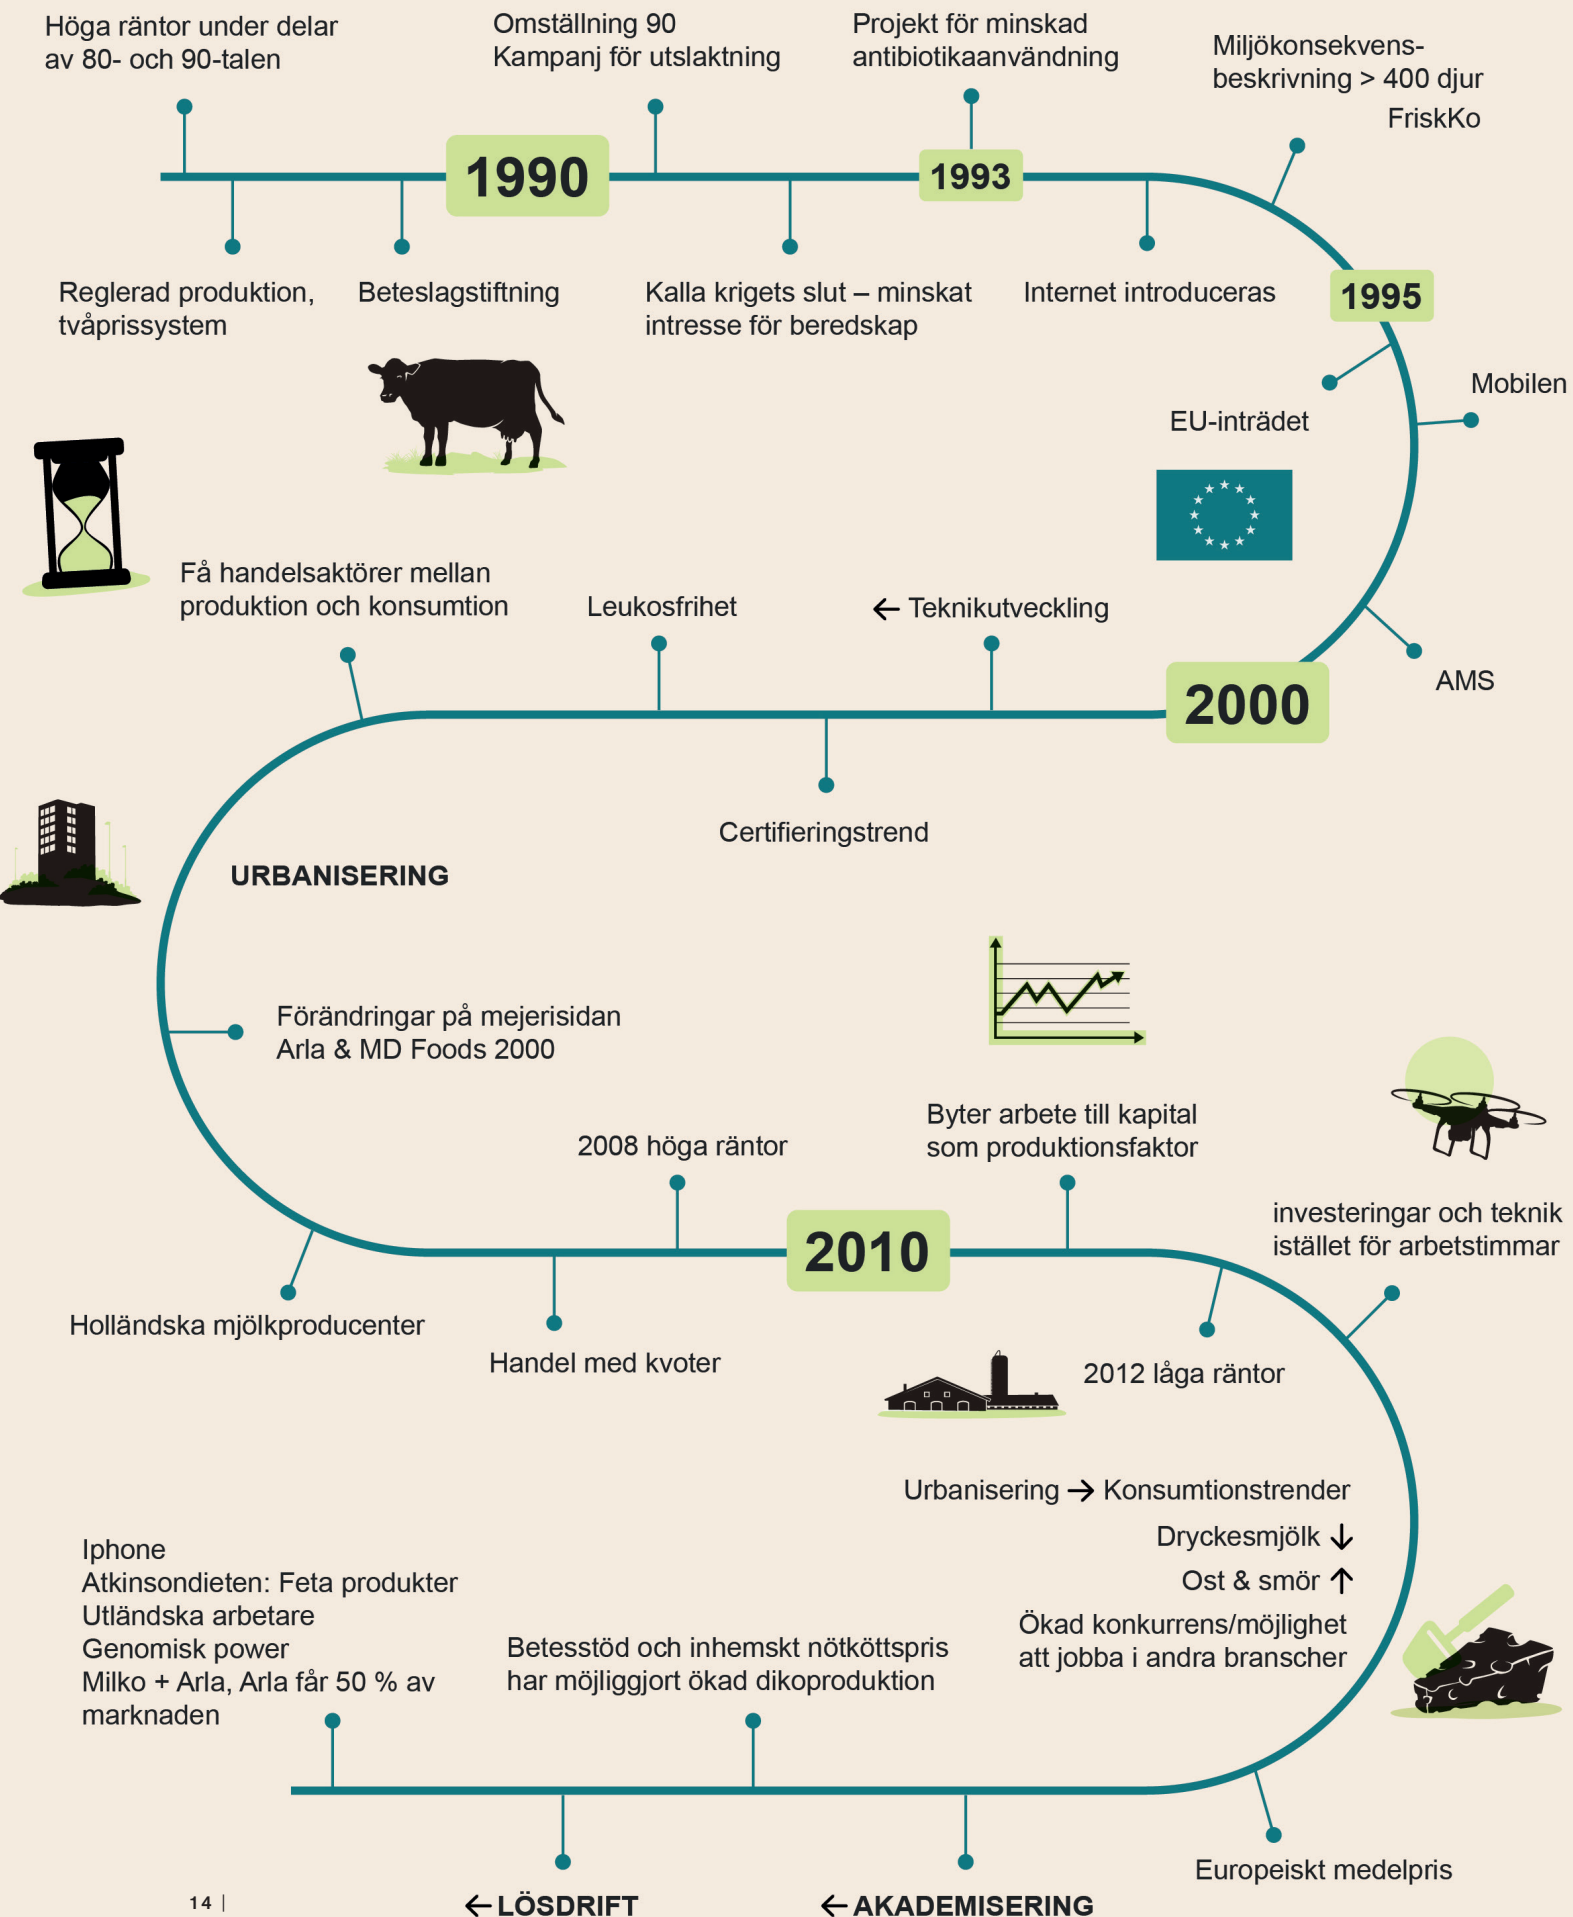 Höga räntor under delar
av 80- och 90-talen
Omställning 90
Kampanj för utslaktning
Projekt för minskad
antibiotikaanvändning
Miljökonsekvens-
beskrivning > 400 djur
FriskKo
1990
1993
Reglerad produktion,
tvåprissystem
Beteslagstiftning
Kalla krigets slut – minskat
intresse för beredskap
Internet introduceras
1995
EU-inträdet
Mobilen
AMS
2000
← Teknikutveckling
Leukosfrihet
Få handelsaktörer mellan
produktion och konsumtion
Certifieringstrend
URBANISERING
Förändringar på mejerisidan
Arla & MD Foods 2000
Holländska mjölkproducenter
2008 höga räntor
Handel med kvoter
2010
Byter arbete till kapital
som produktionsfaktor
2012 låga räntor
investeringar och teknik
istället för arbetstimmar
Urbanisering → Konsumtionstrender
Dryckesmjölk ↓
Ost & smör ↑
Ökad konkurrens/möjlighet
att jobba i andra branscher
Europeiskt medelpris
Betesstöd och inhemskt nötköttspris
har möjliggjort ökad dikoproduktion
Iphone
Atkinsondieten: Feta produkter
Utländska arbetare
Genomisk power
Milko + Arla, Arla får 50 % av
marknaden
← AKADEMISERING
← LÖSDRIFT
14 |